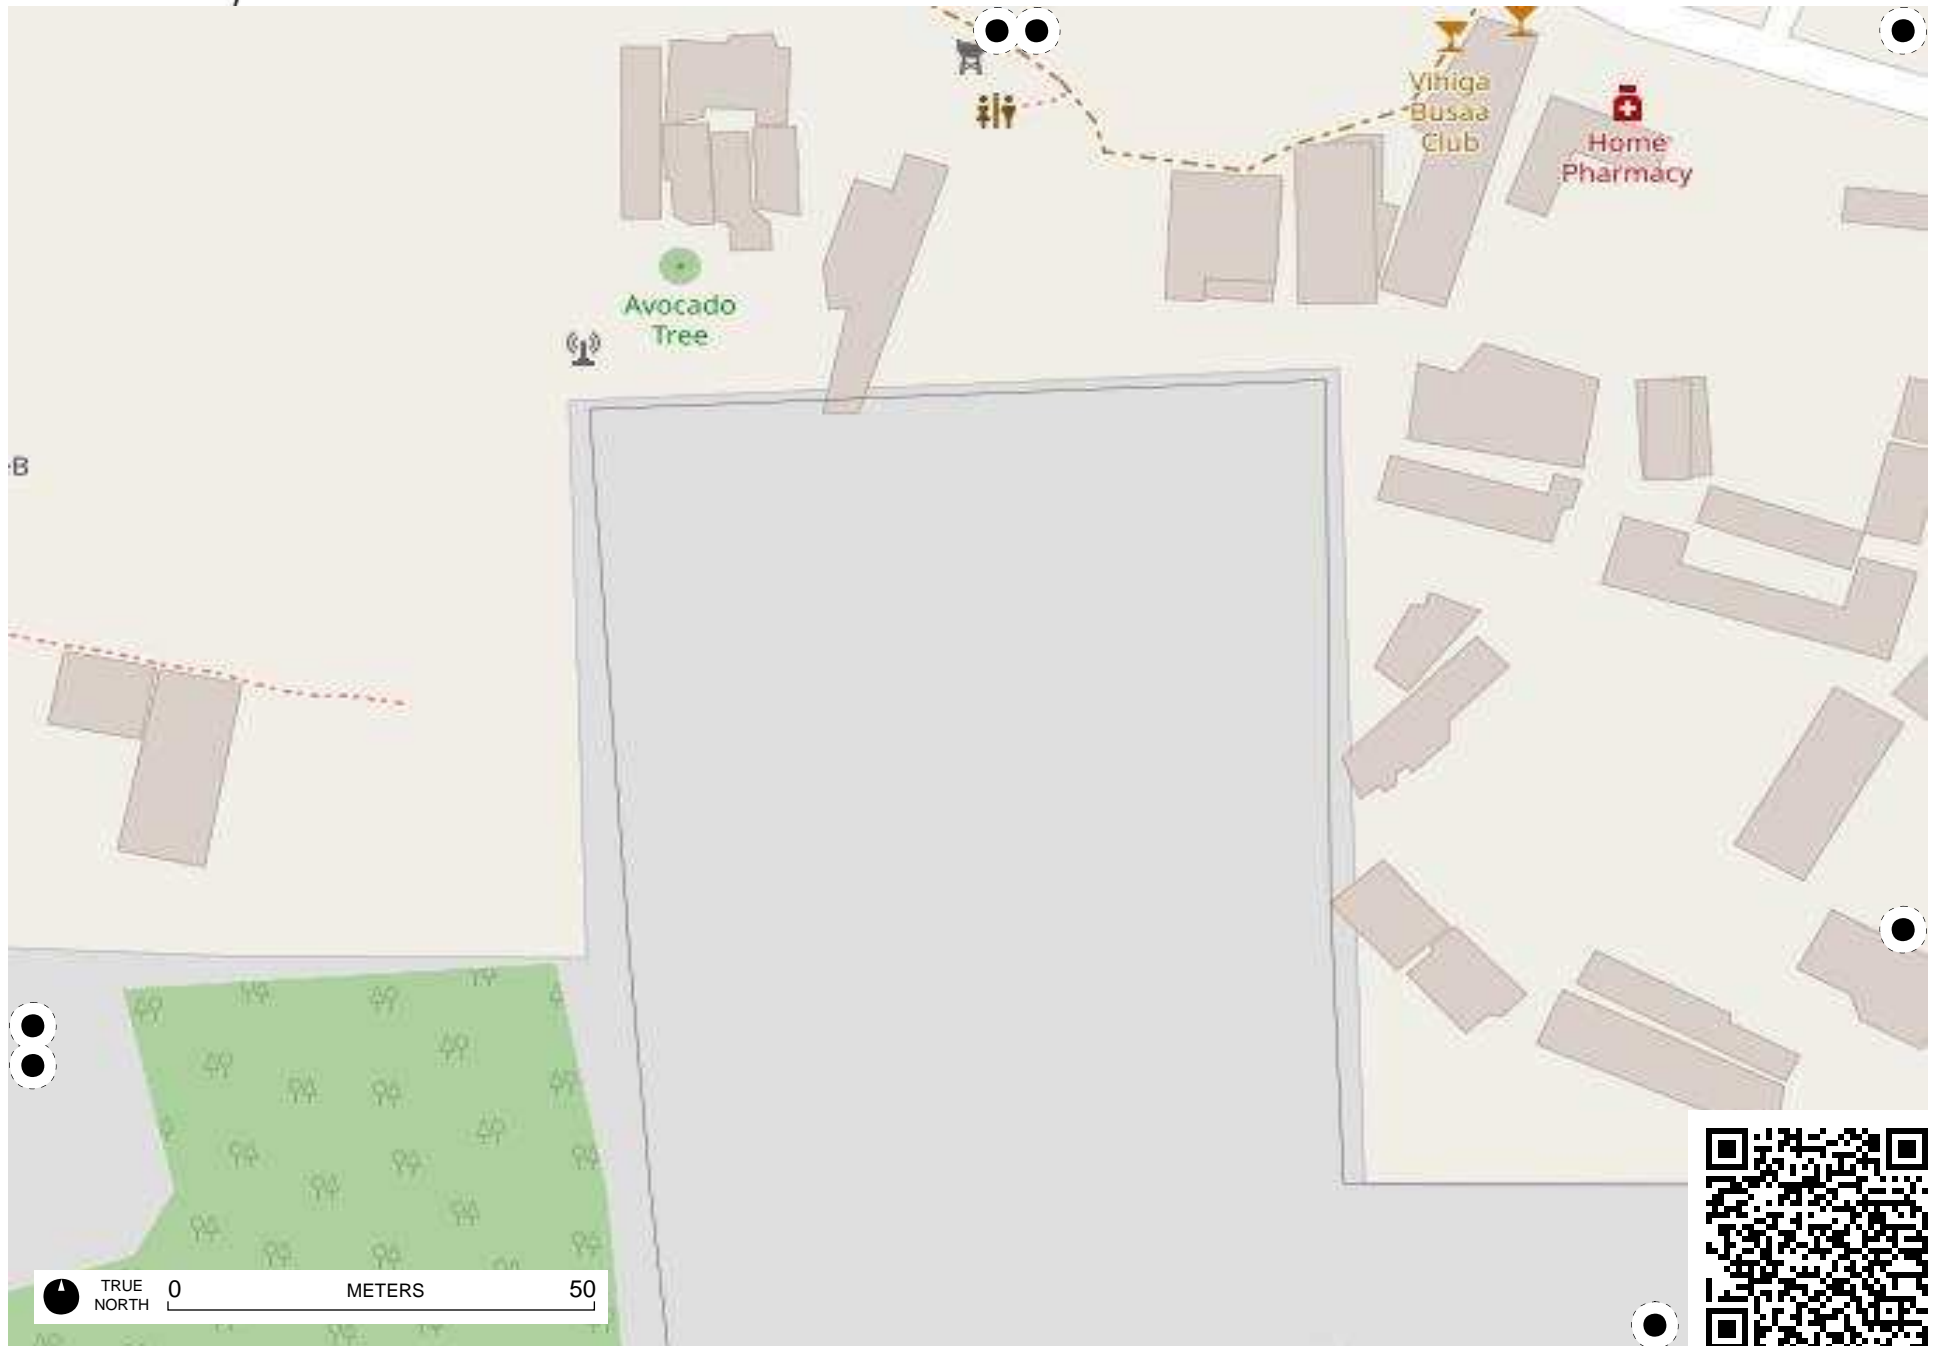 Vihiga
Busaa
Club
Home
Pharmacy
Avocado
Tree
B
TRUE
NORTH
0
METERS
50